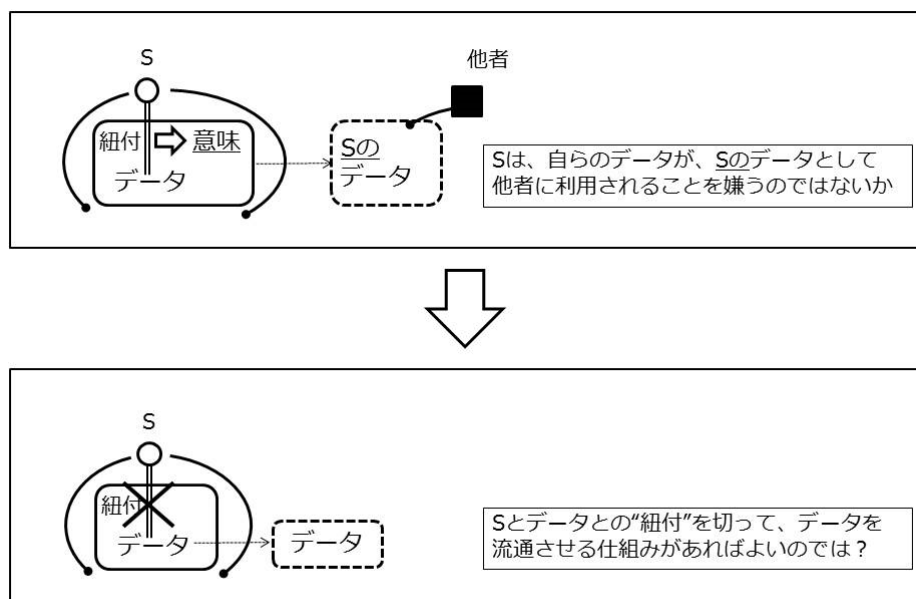 S
他者
紐付
意味
データ
Sの
データ
Sは、自らのデータが、Sのデータとして
他者に利用されることを嫌うのではないか
S
紐付
データ
データ
Sとデータとの“紐付”を切って、データを
流通させる仕組みがあればよいのでは？